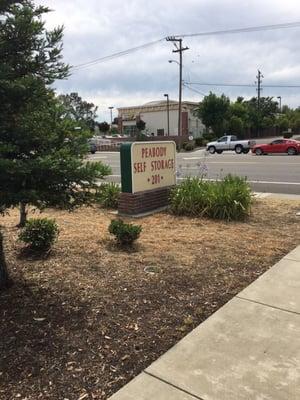 PEABODY
SELF STORAGE
• 201 •